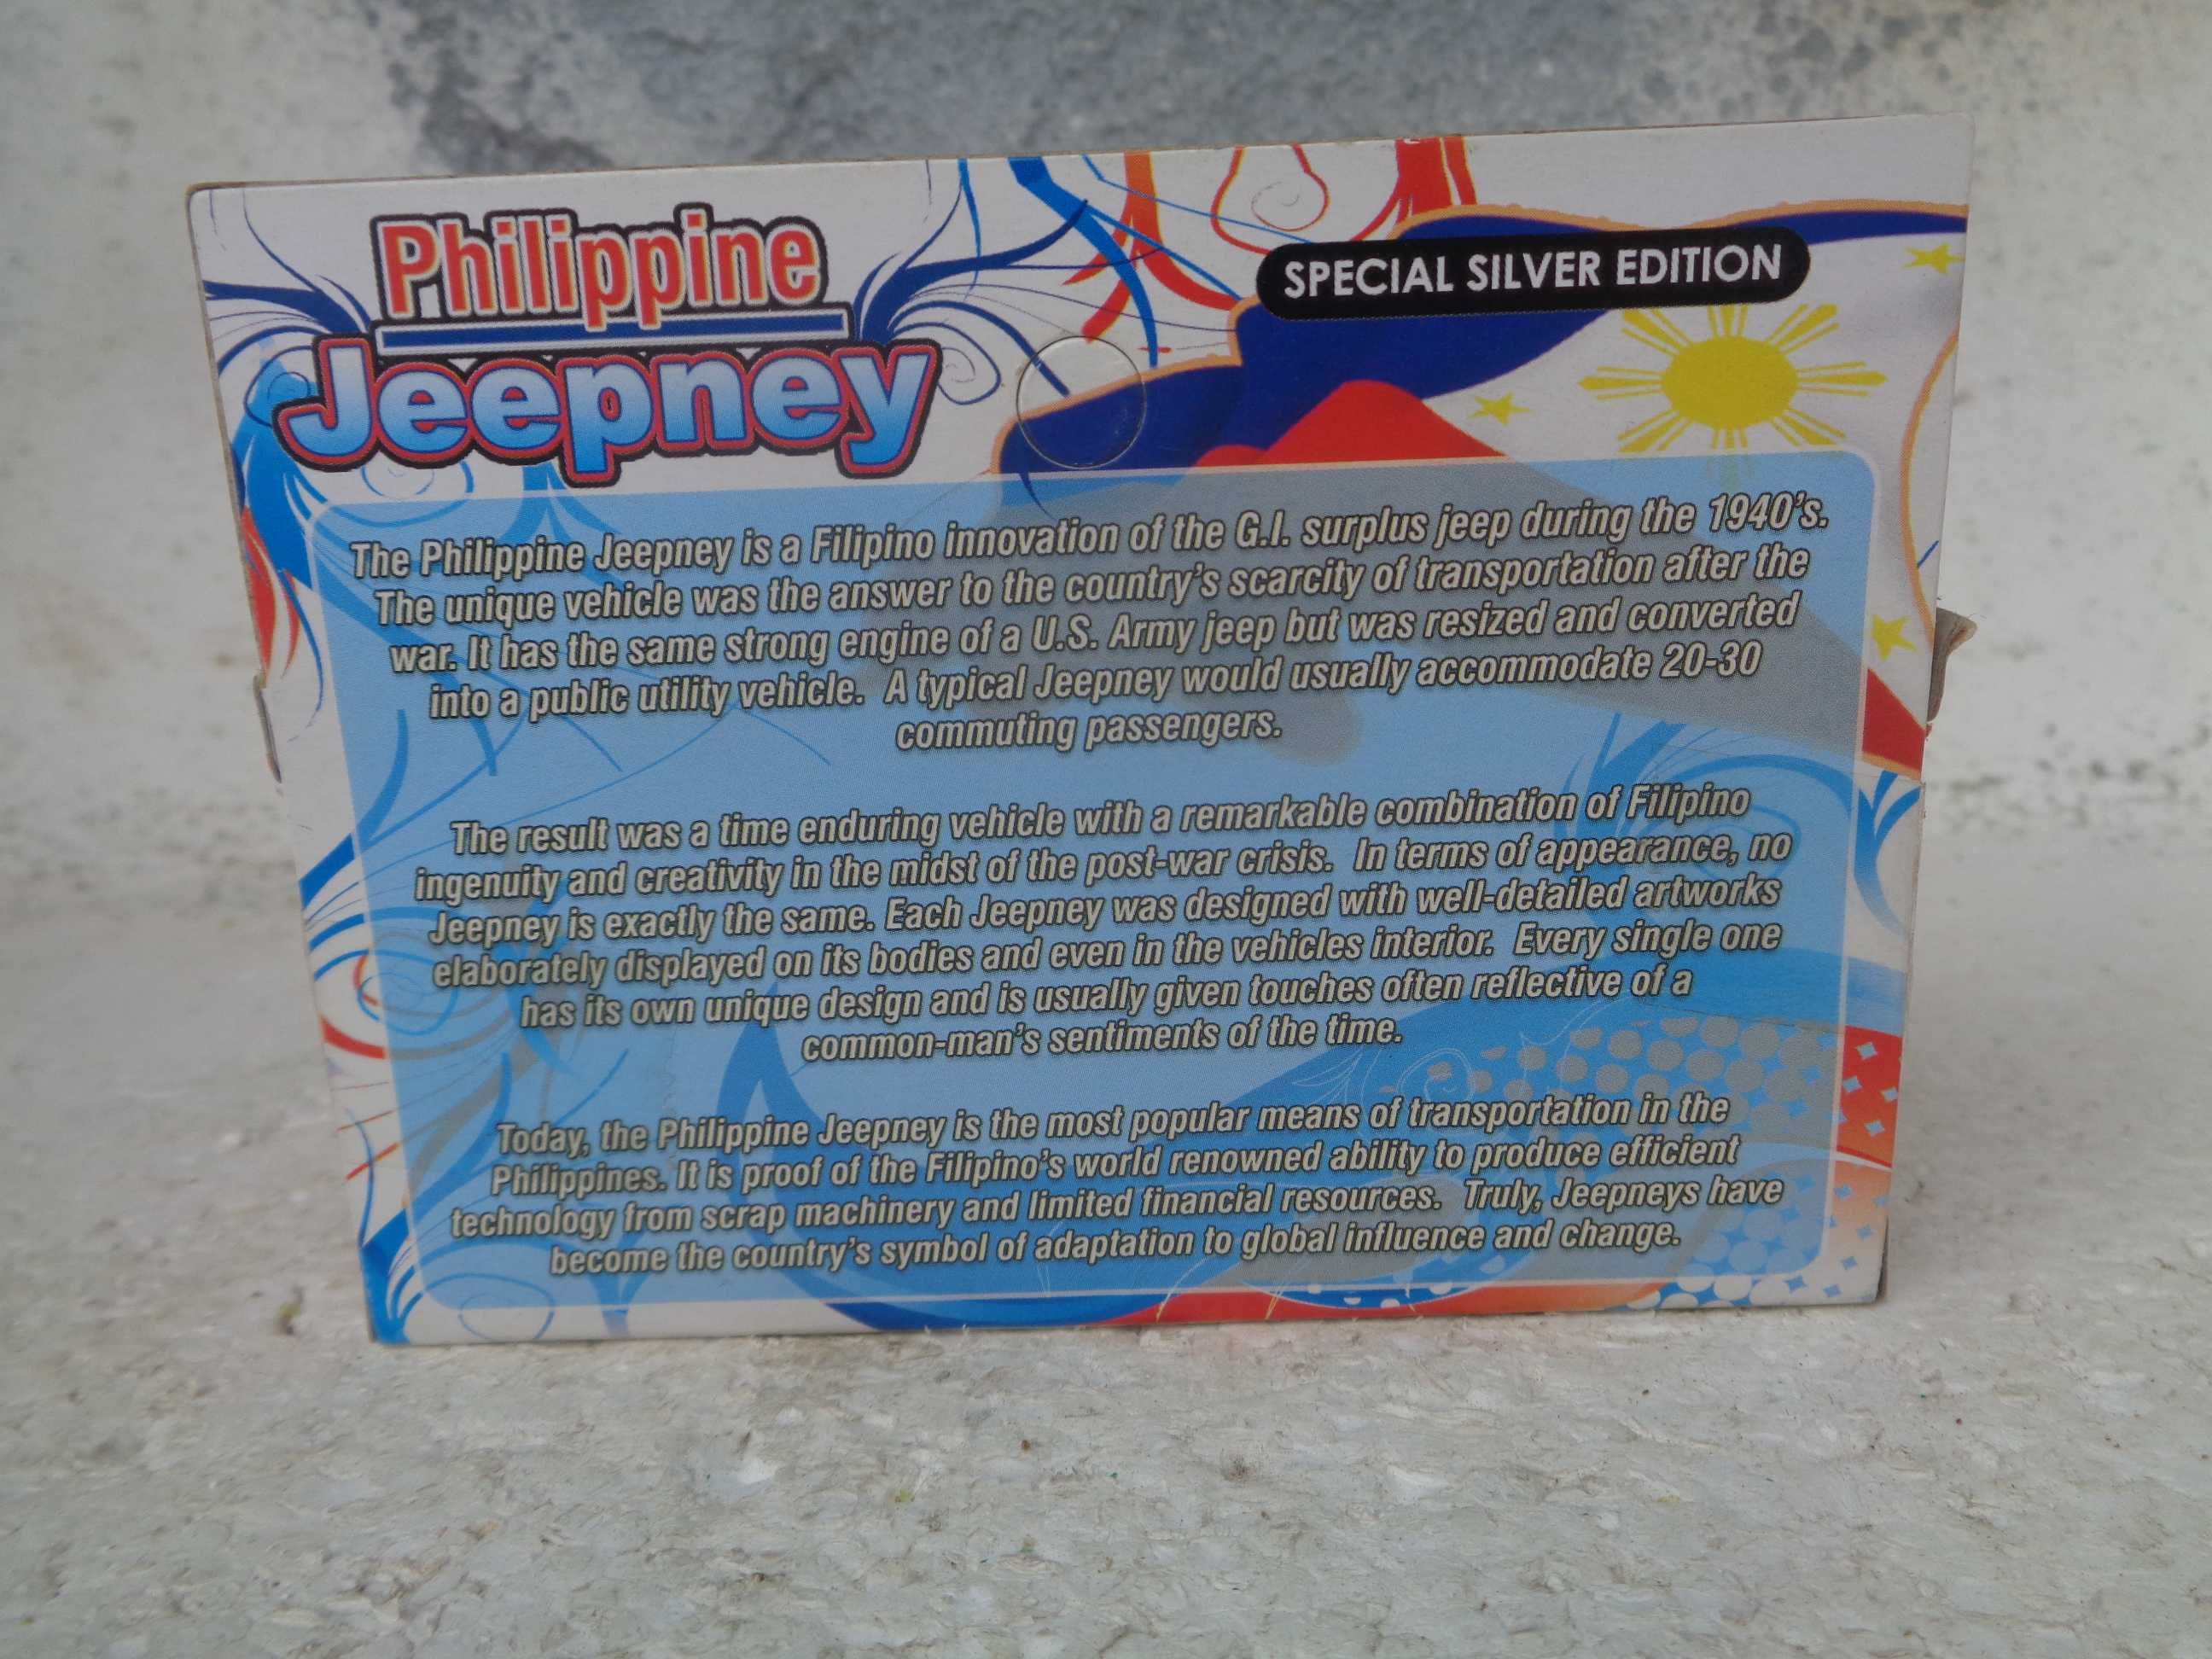 Philippine
Jeepney
SPECIAL SILVER EDITION
The Philippine Jeepney is a Filipino innovation of the G.I. surplus jeep during the 1940's.
The unique vehicle was the answer to the country's scarcity of transportation after the
war. It has the same strong engine of a U.S. Army jeep but was resized and converted
into a public utility vehicle. A typical Jeepney would usually accommodate 20-30
commuting passengers.
The result was a time enduring vehicle with a remarkable combination of Filipino
ingenuity and creativity in the midst of the post-war crisis. In terms of appearance, no
Jeepney is exactly the same. Each Jeepney was designed with well-detailed artworks
elaborately displayed on its bodies and even in the vehicles interior. Every single one
has its own unique design and is usually given touches often reflective of a
common-man's sentiments of the time.
Today, the Philippine Jeepney is the most popular means of transportation in the
Philippines. It is proof of the Filipino's world renowned ability to produce efficient
technology from scrap machinery and limited financial resources. Truly, Jeepneys have
become the country's symbol of adaptation to global influence and change.